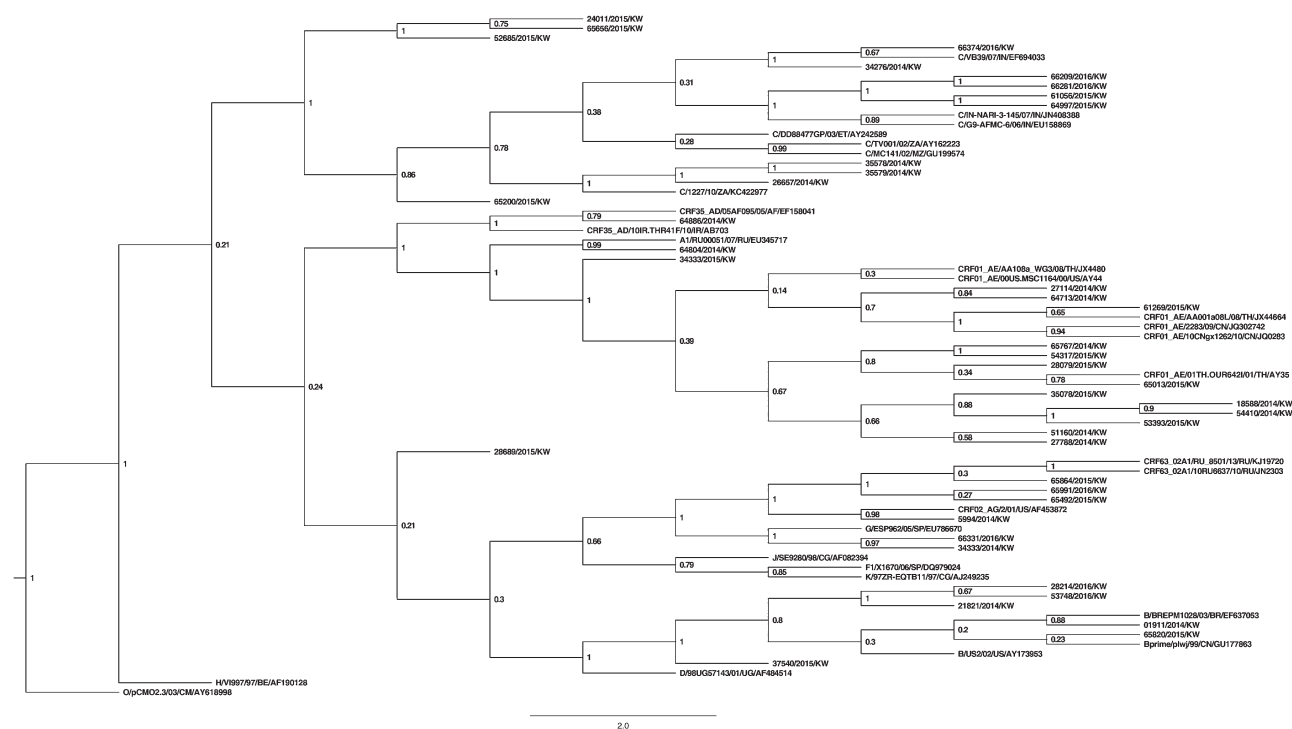 24011/2015/KW
0.75
65656/2015/KW
1
52685/2015/KW
66374/2016/KW
0.67
C/VB39/07/IN/EF694033
1
34276/2014/KW
0.31
66209/2016/KW
1
66281/2016/KW
1
61056/2015/KW
1
64997/2015/KW
1
1
0.38
C/IN-NARI-3-145/07/IN/JN408388
0.89
C/G9-AFMC-6/06/IN/EU158869
C/DD88477GP/03/ET/AY242589
0.28
C/TV001/02/ZA/AY162223
0.99
C/MC141/02/MZ/GU199574
0.78
35578/2014/KW
1
35579/2014/KW
1
26657/2014/KW
0.86
1
C/1227/10/ZA/KC422977
65200/2015/KW
CRF35_AD/05AF095/05/AF/EF158041
0.79
64886/2014/KW
1
CRF35_AD/10IR.THR41F/10/IR/AB703
0.21
A1/RU00051/07/RU/EU345717
0.99
64804/2014/KW
1
34333/2015/KW
1
CRF01_AE/AA108a_WG3/08/TH/JX4480
0.3
CRF01_AE/00US.MSC1164/00/US/AY44
0.14
27114/2014/KW
0.84
64713/2014/KW
1
0.7
61269/2015/KW
0.65
CRF01_AE/AA001a08L/08/TH/JX44664
1
CRF01_AE/2283/09/CN/JQ302742
0.94
CRF01_AE/10CNgx1262/10/CN/JQ0283
0.39
65767/2014/KW
1
54317/2015/KW
0.8
28079/2015/KW
0.34
CRF01_AE/01TH.OUR642I/01/TH/AY35
0.78
65013/2015/KW
0.24
0.67
35078/2015/KW
0.88
18588/2014/KW
0.9
54410/2014/KW
1
53393/2015/KW
0.66
51160/2014/KW
0.58
27788/2014/KW
28689/2015/KW
1
CRF63_02A1/RU_8501/13/RU/KJ19720
1
CRF63_02A1/10RU6637/10/RU/JN2303
0.3
65864/2015/KW
1
65991/2016/KW
0.27
65492/2015/KW
1
CRF02_AG/2/01/US/AF453872
0.98
5994/2014/KW
1
0.21
G/ESP962/05/SP/EU786670
1
66331/2016/KW
0.97
34333/2014/KW
0.66
J/SE9280/98/CG/AF082394
0.79
F1/X1670/06/SP/DQ979024
0.85
K/97ZR-EQTB11/97/CG/AJ249235
1
28214/2016/KW
0.67
53748/2016/KW
1
0.3
21821/2014/KW
B/BREPM1028/03/BR/EF637053
0.8
0.88
01911/2014/KW
0.2
65820/2015/KW
0.23
Bprime/plwj/99/CN/GU177863
0.3
1
B/US2/02/US/AY173953
1
37540/2015/KW
D/98UG57143/01/UG/AF484514
H/VI997/97/BE/AF190128
O/pCMO2.3/03/CM/AY618998
2.0